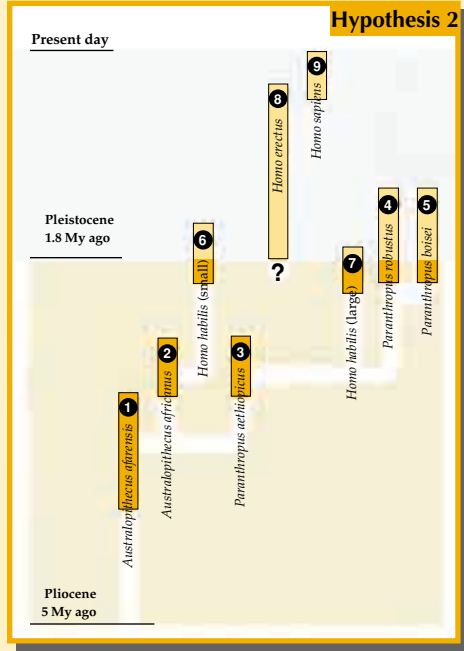 Hypothesis 2
Present day
9
Homo sapiens
8
Homo erectus
Pleistocene
1.8 My ago
6
Homo habilis (small)
?
7
Homo habilis (large)
4
Paranthropus robustus
5
Paranthropus boisei
2
Australopithecus africanus
3
Paranthropus aethiopicus
1
Australopithecus afarensis
Pliocene
5 My ago